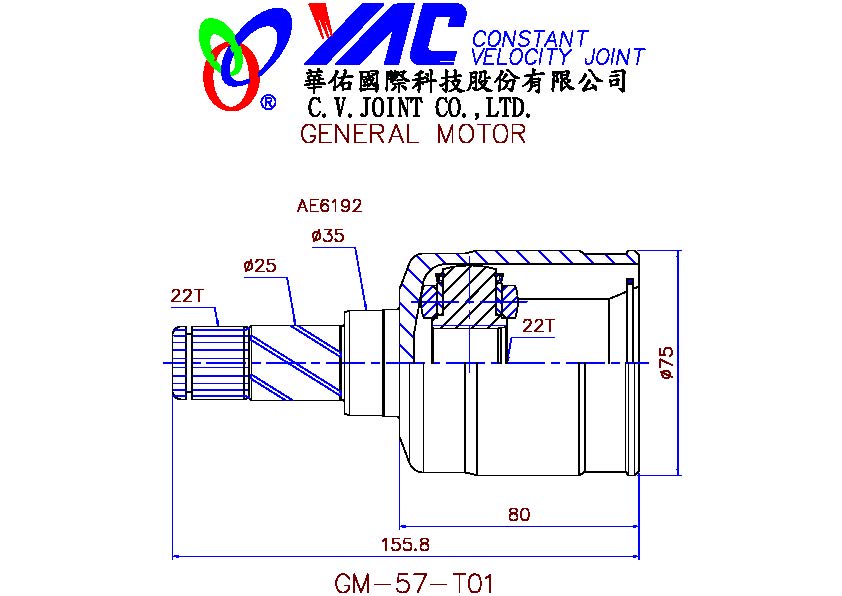 YAC CONSTANT
VELOCITY JOINT
®
華佑國際科技股份有限公司
C.V.JOINT CO.,LTD.
GENERAL MOTOR
AE6192
ø35
ø25
22T
22T
ø75
80
155.8
GM-57-T01